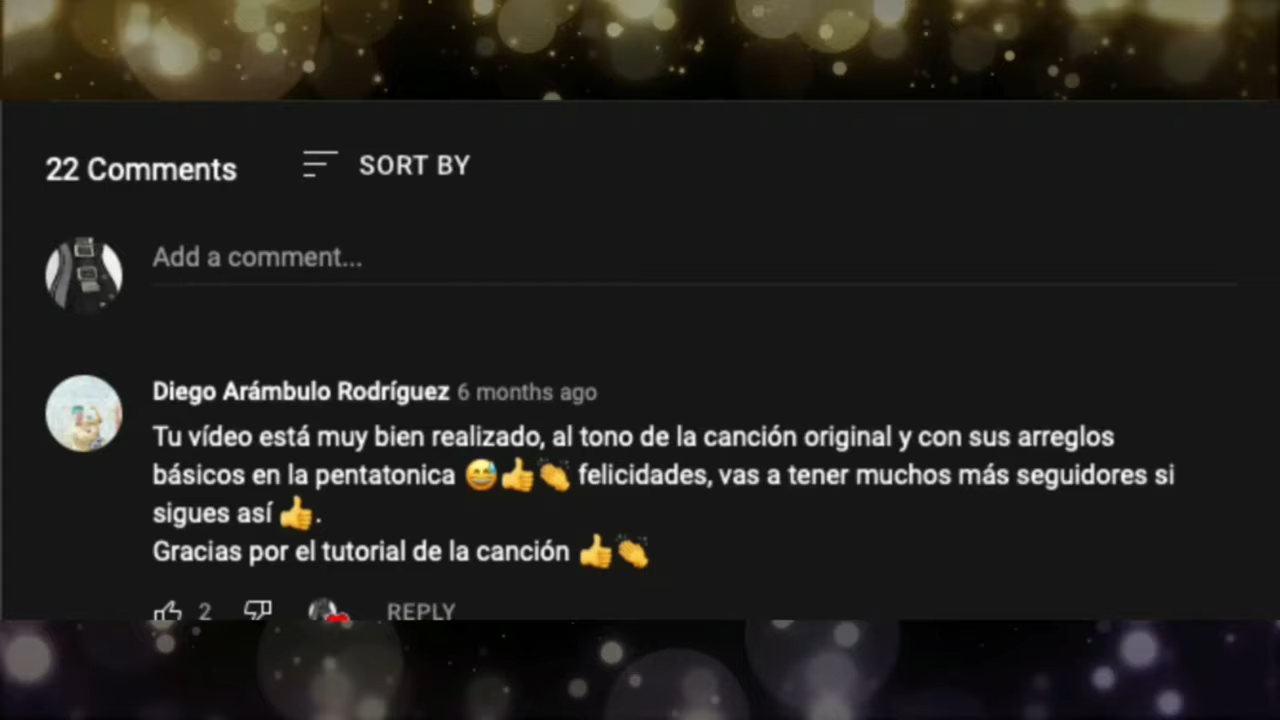 22 Comments
SORT BY
Add a comment...
Diego Arámbulo Rodríguez 6 months ago
Tu vídeo está muy bien realizado, al tono de la canción original y con sus arreglos
básicos en la pentatonica 😅👍👏 felicidades, vas a tener muchos más seguidores si
sigues así 👍.
Gracias por el tutorial de la canción 👍👏
2
REPLY